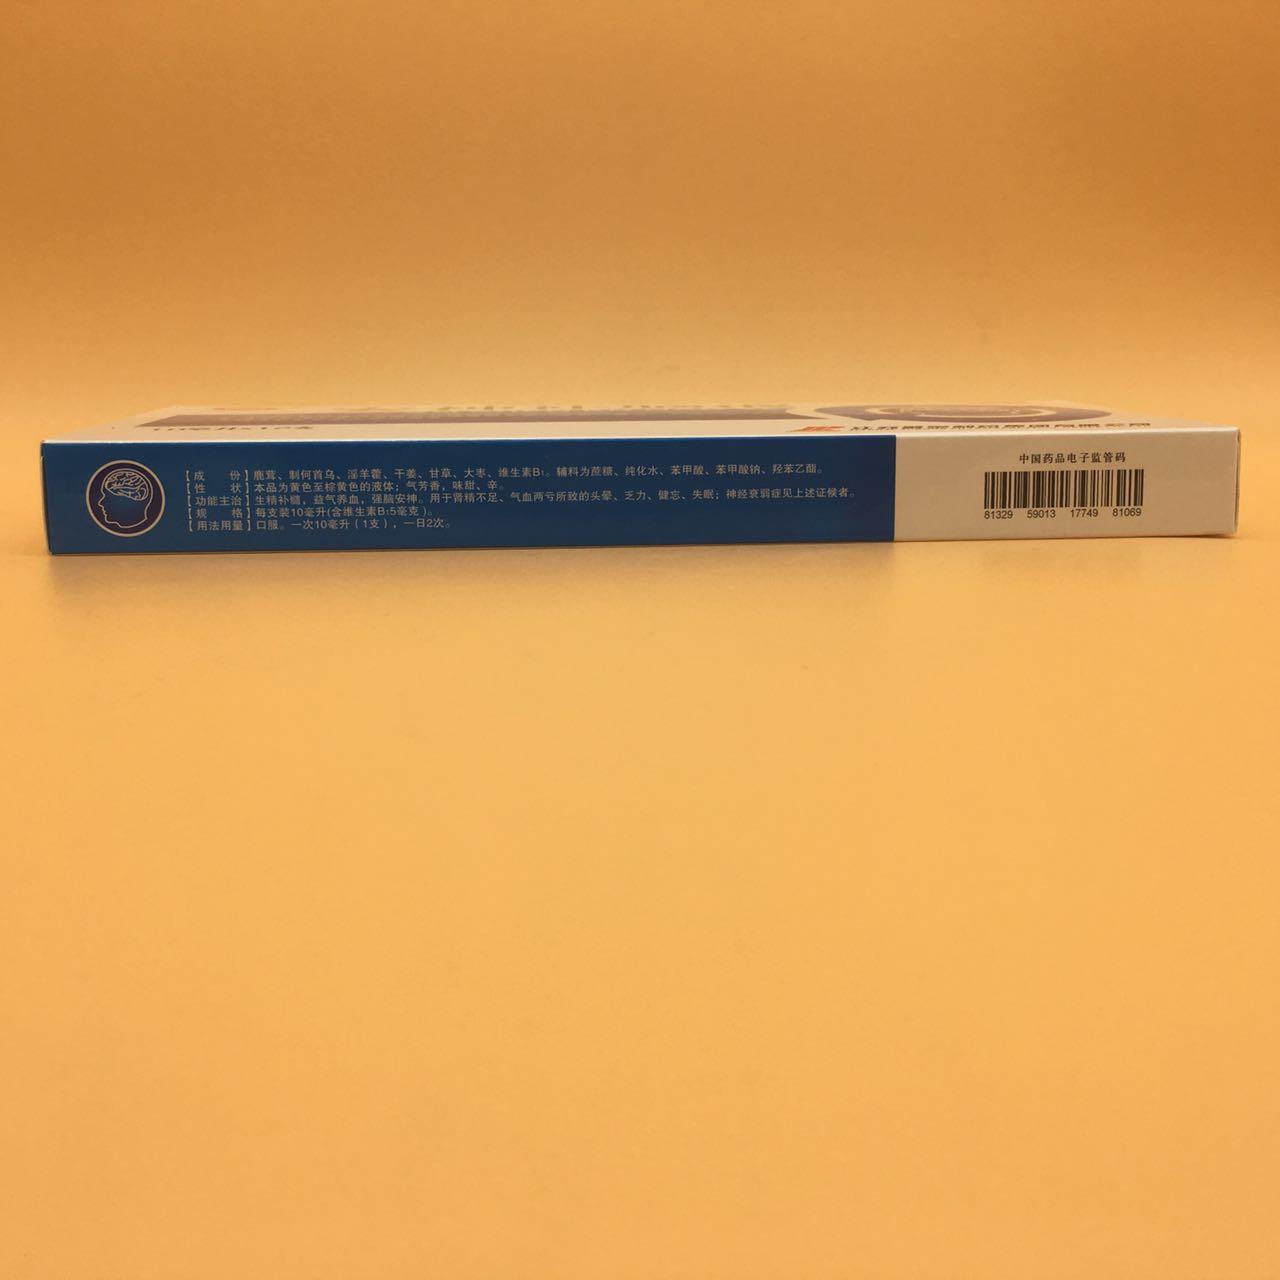 10毫升×10支
【成　份】鹿茸、制何首乌、淫羊藿、干姜、甘草、大枣、维生素B₁。辅料为蔗糖、纯化水、苯甲酸、苯甲酸钠、羟苯乙酯。
【性　状】本品为黄色至棕黄色的液体；气芳香，味甜、辛。
【功能主治】生精补髓，益气养血，强脑安神。用于肾精不足、气血两亏所致的头晕、乏力、健忘、失眠；神经衰弱症见上述证候者。
【规　格】每支装10毫升(含维生素B₁5毫克)。
【用法用量】口服。一次10毫升（1支），一日2次。
中国药品电子监管码
81329 59013 17749 81069